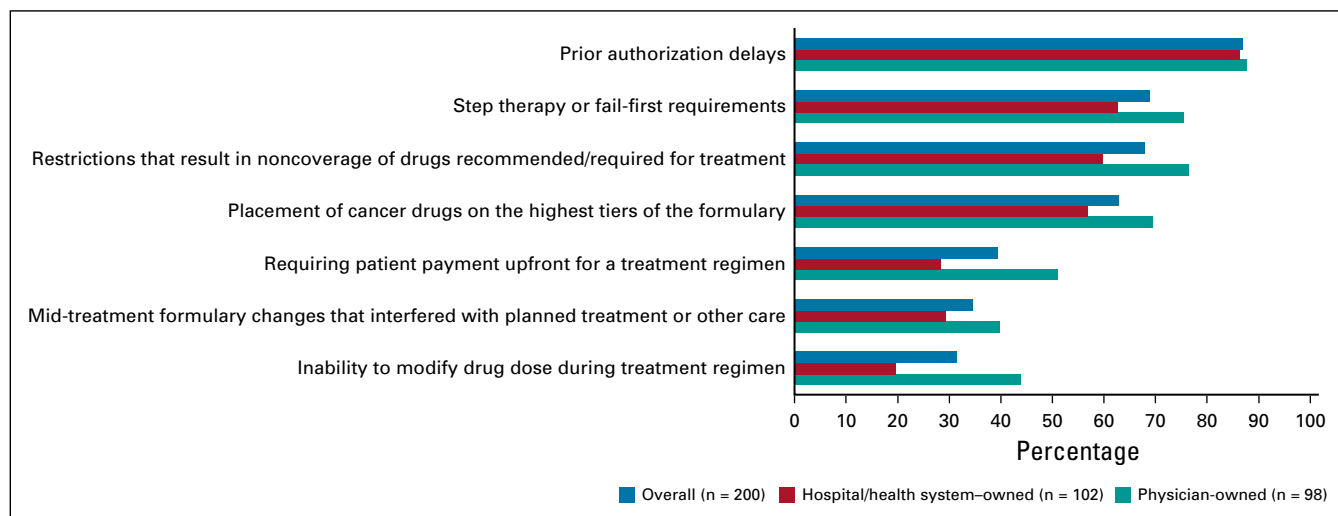 Prior authorization delays
Step therapy or fail-first requirements
Restrictions that result in noncoverage of drugs recommended/required for treatment
Placement of cancer drugs on the highest tiers of the formulary
Requiring patient payment upfront for a treatment regimen
Mid-treatment formulary changes that interfered with planned treatment or other care
Inability to modify drug dose during treatment regimen
0 10 20 30 40 50 60 70 80 90 100
Percentage
Overall (n = 200) Hospital/health system–owned (n = 102) Physician-owned (n = 98)